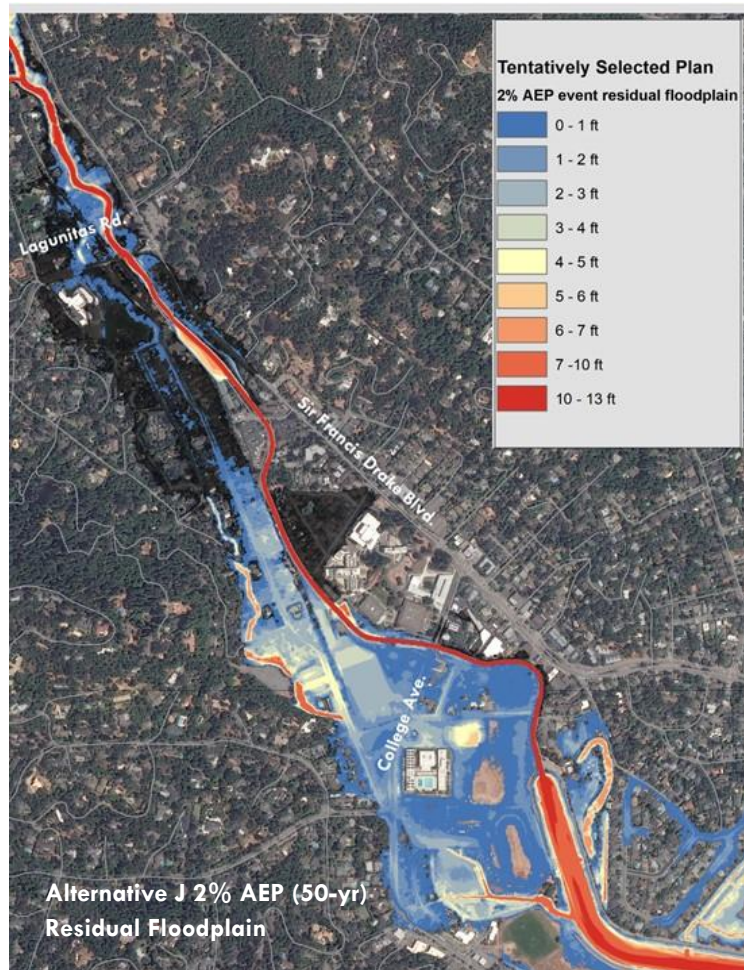 Tentatively Selected Plan
2% AEP event residual floodplain
0 - 1 ft
1 - 2 ft
2 - 3 ft
3 - 4 ft
4 - 5 ft
5 - 6 ft
6 - 7 ft
7 -10 ft
10 - 13 ft
Lagunitas Rd.
Sir Francis Drake Blvd.
College Ave.
Alternative J 2% AEP (50-yr)
Residual Floodplain